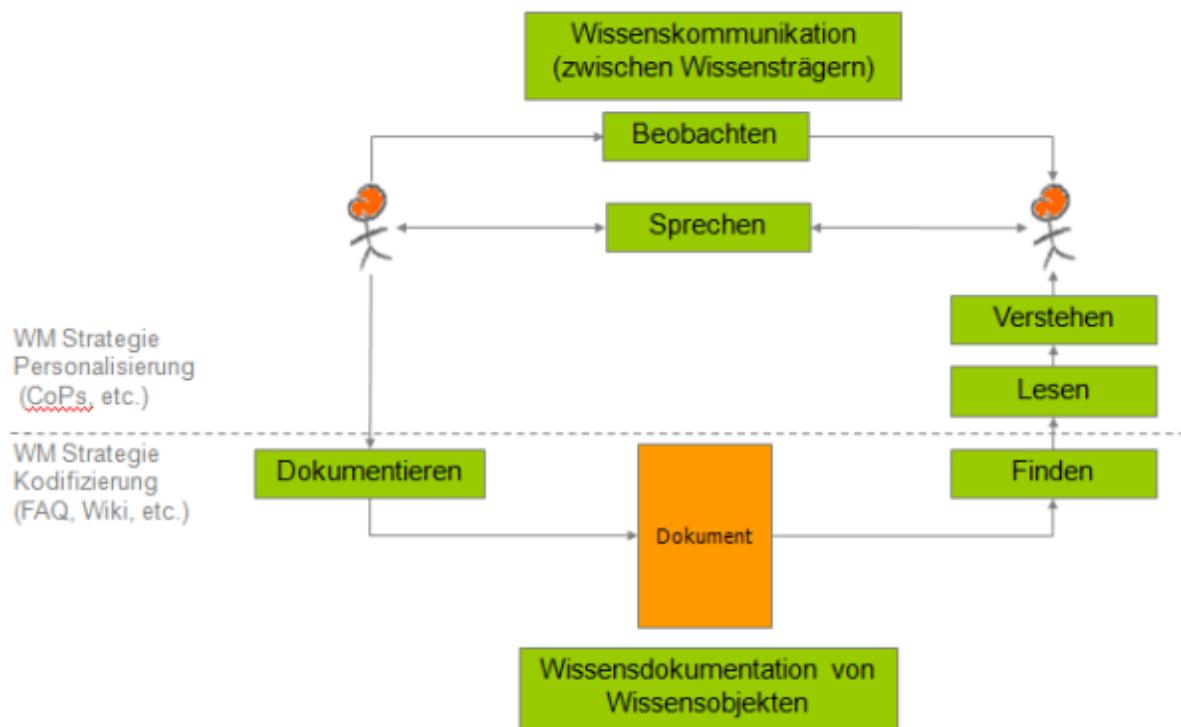 Wissenskommunikation
(zwischen Wissensträgern)
Beobachten
Sprechen
Verstehen
WM Strategie
Personalisierung
(CoPs, etc.)
Lesen
WM Strategie
Kodifizierung
(FAQ, Wiki, etc.)
Dokumentieren
Finden
Dokument
Wissensdokumentation von
Wissensobjekten